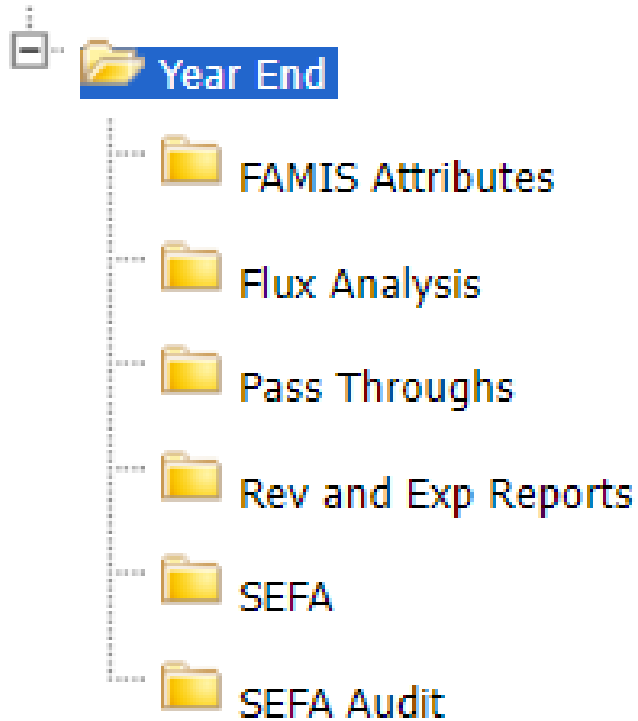 Year End
FAMIS Attributes
Flux Analysis
Pass Throughs
Rev and Exp Reports
SEFA
SEFA Audit